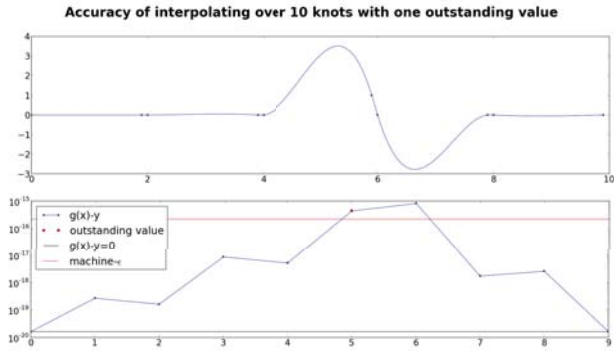 Accuracy of interpolating over 10 knots with one outstanding value
4
3
2
1
0
−1
−2
−3
0 2 4 6 8 10
10^-15
10^-16
10^-17
10^-18
10^-19
10^-20
g(x)-y
outstanding value
g(x)-y=0
machine-ε
0 1 2 3 4 5 6 7 8 9